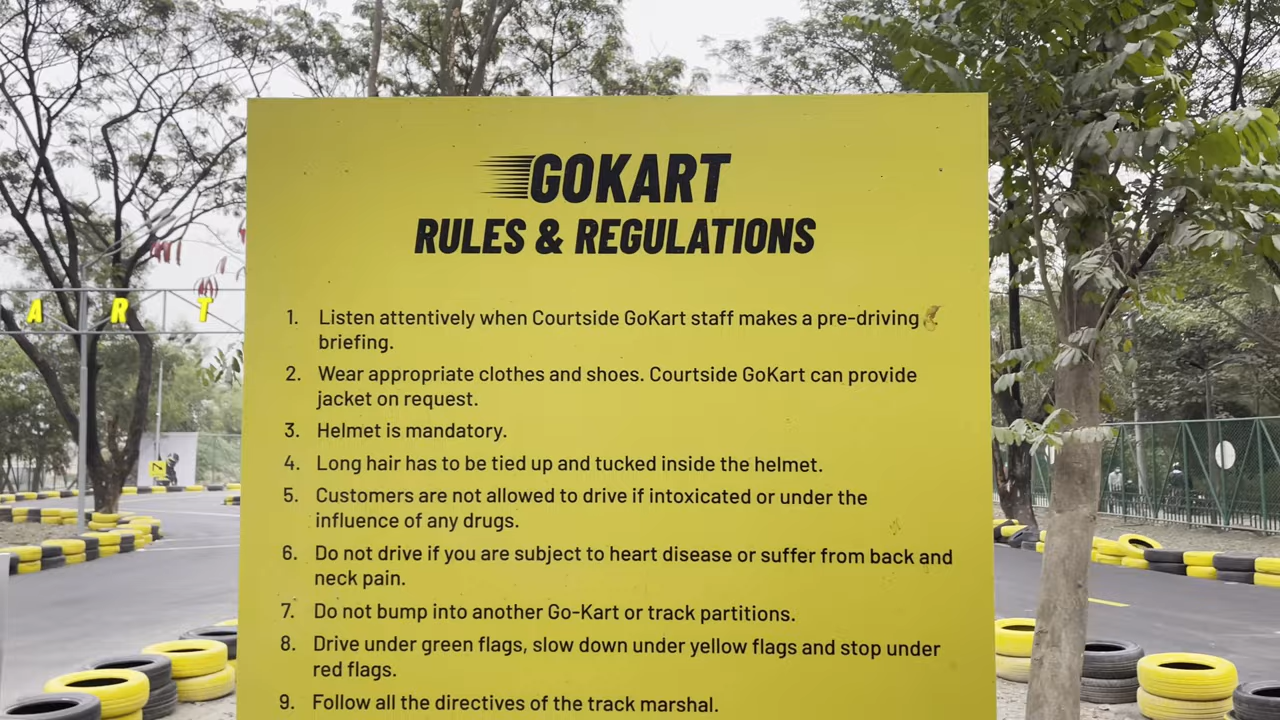 GOKART
RULES & REGULATIONS
1. Listen attentively when Courtside GoKart staff makes a pre-driving
briefing.
2. Wear appropriate clothes and shoes. Courtside GoKart can provide
jacket on request.
3. Helmet is mandatory.
4. Long hair has to be tied up and tucked inside the helmet.
5. Customers are not allowed to drive if intoxicated or under the
influence of any drugs.
6. Do not drive if you are subject to heart disease or suffer from back and
neck pain.
7. Do not bump into another Go-Kart or track partitions.
8. Drive under green flags, slow down under yellow flags and stop under
red flags.
9. Follow all the directives of the track marshal.
A R T